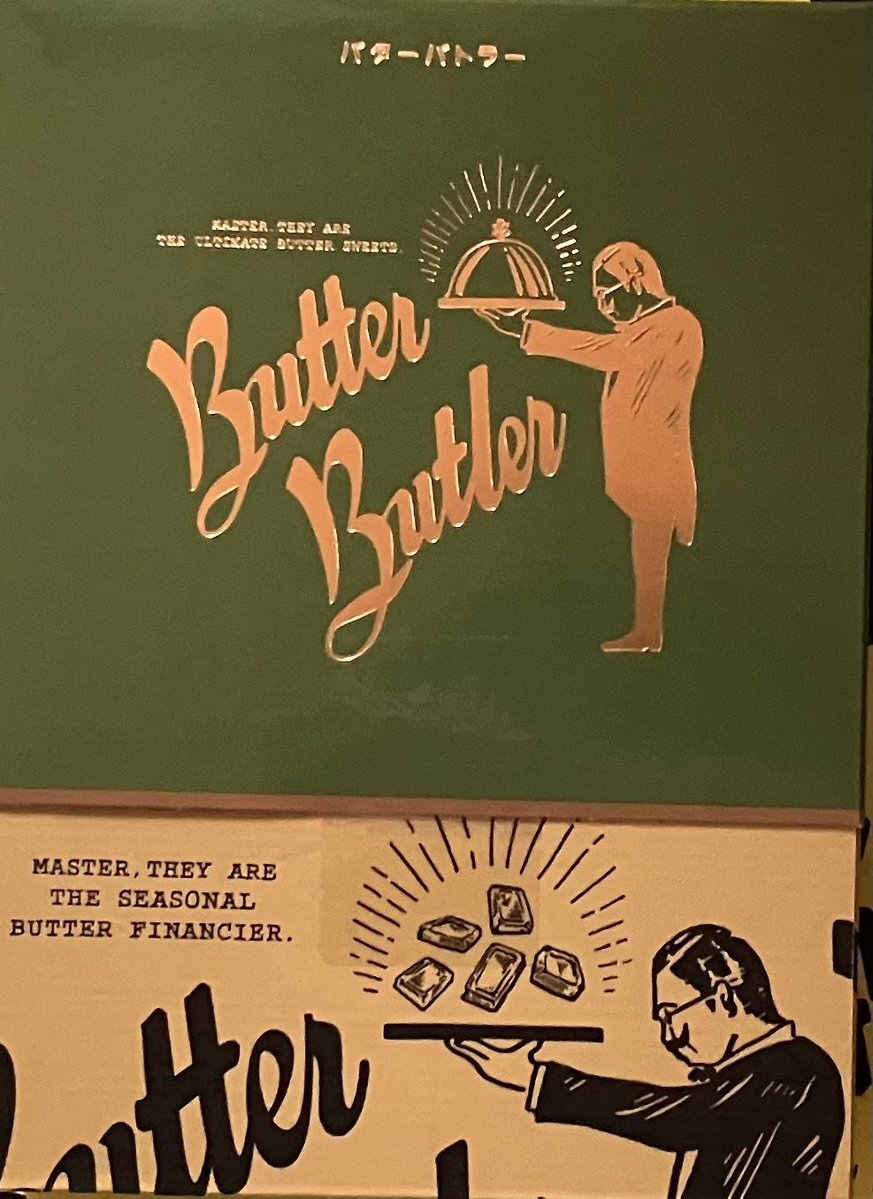 バターバトラー
MASTER, THEY ARE
THE ULTIMATE BUTTER SWEETS.
Butter
Butler
MASTER, THEY ARE
THE SEASONAL
BUTTER FINANCIER.
Butter